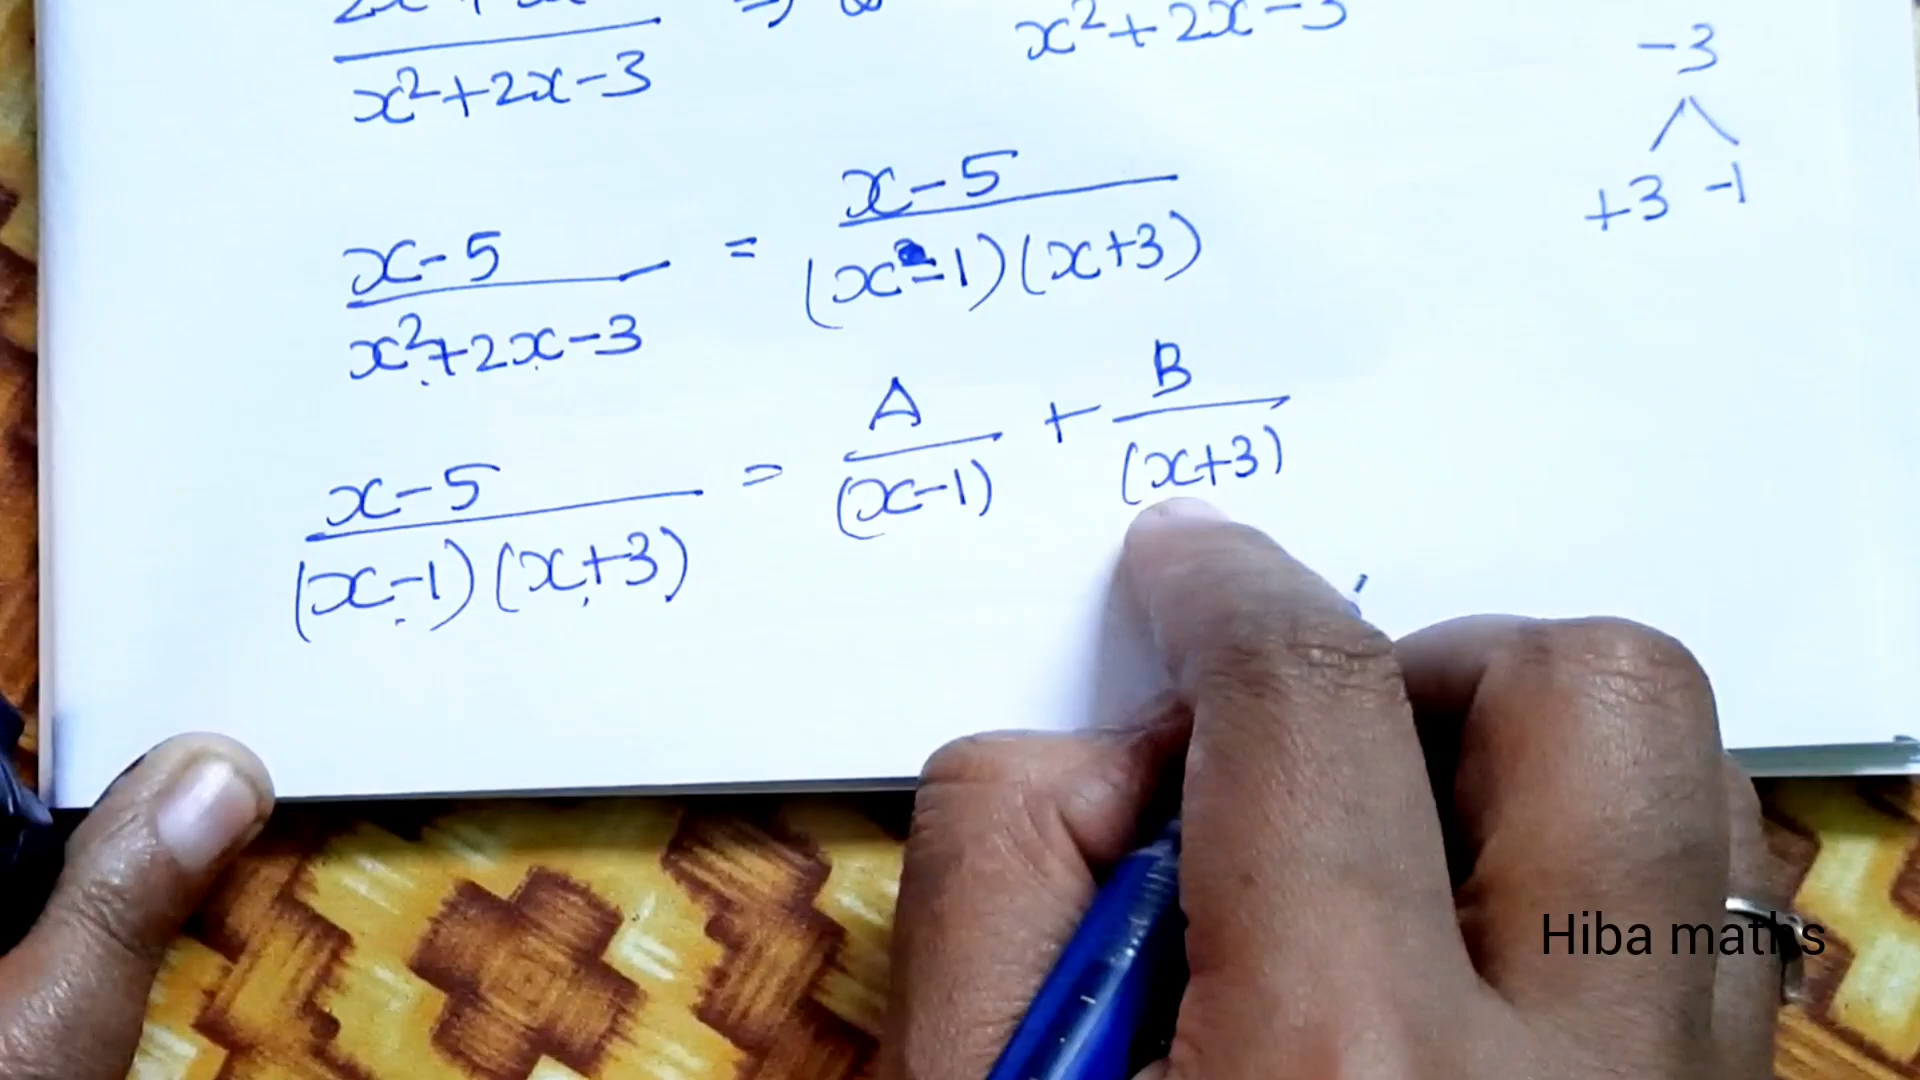 x²+2x-3 x²+2x-3 -3
+3 -1
x-5 = x-5
x²+2x-3 (x-1)(x+3)
x-5 = A + B
(x-1)(x+3) (x-1) (x+3)
Hiba maths